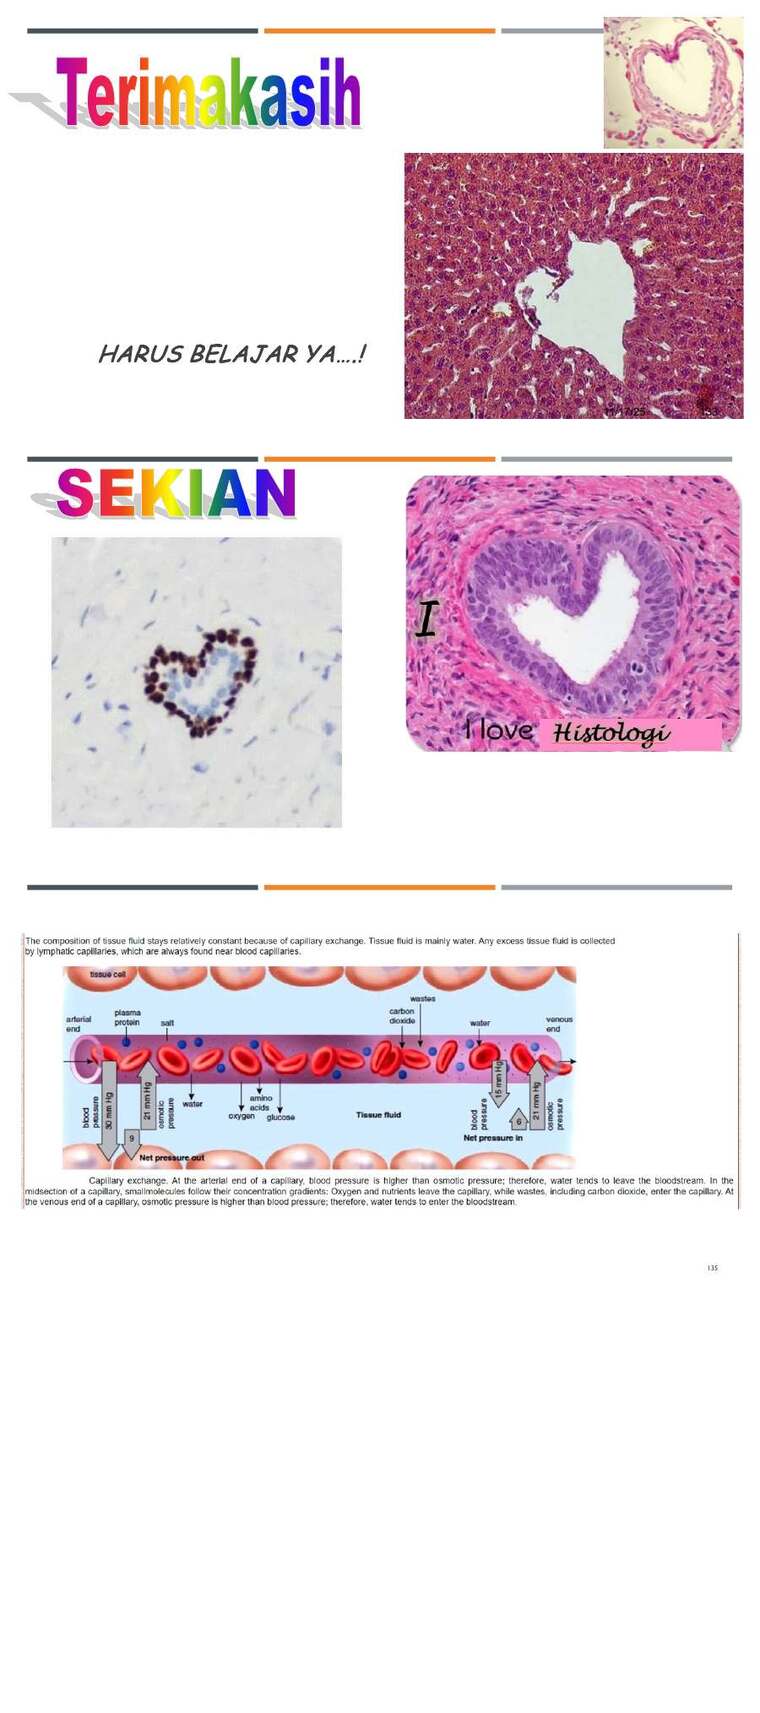 Terimakasih
HARUS BELAJAR YA....!
11/17/25
133
SEKIAN
I
I love Histologi
The composition of tissue fluid stays relatively constant because of capillary exchange. Tissue fluid is mainly water. Any excess tissue fluid is collected
by lymphatic capillaries, which are always found near blood capillaries.
tissue cell
arterial
end
plasma
protein
salt
carbon
dioxide
wastes
water
venous
end
blood
pressure
30 mm Hg
21 mm Hg
osmotic
pressure
9
Net pressure out
water
oxygen
amino
acids
glucose
Tissue fluid
blood
pressure
15 mm Hg
6
21 mm Hg
osmotic
pressure
Net pressure in
Capillary exchange. At the arterial end of a capillary, blood pressure is higher than osmotic pressure; therefore, water tends to leave the bloodstream. In the
midsection of a capillary, smallmolecules follow their concentration gradients: Oxygen and nutrients leave the capillary, while wastes, including carbon dioxide, enter the capillary. At
the venous end of a capillary, osmotic pressure is higher than blood pressure; therefore, water tends to enter the bloodstream.
135